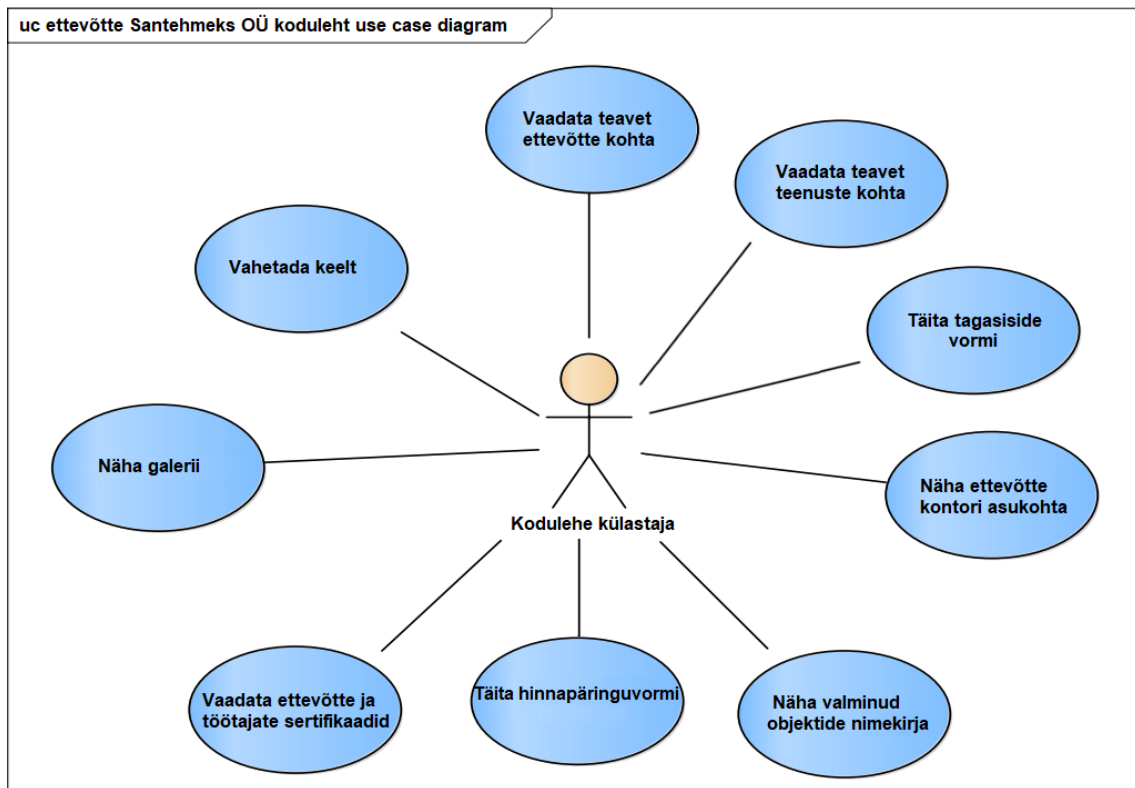 uc ettevõtte Santehmeks OÜ koduleht use case diagram
Vaadata teavet
ettevõtte kohta
Vaadata teavet
teenuste kohta
Vahetada keelt
Täita tagasiside
vormi
Näha galerii
Näha ettevõtte
kontori asukohta
Kodulehe külastaja
Vaadata ettevõtte ja
töötajate sertifikaadid
Täita hinnapäringuvormi
Näha valminud
objektide nimekirja